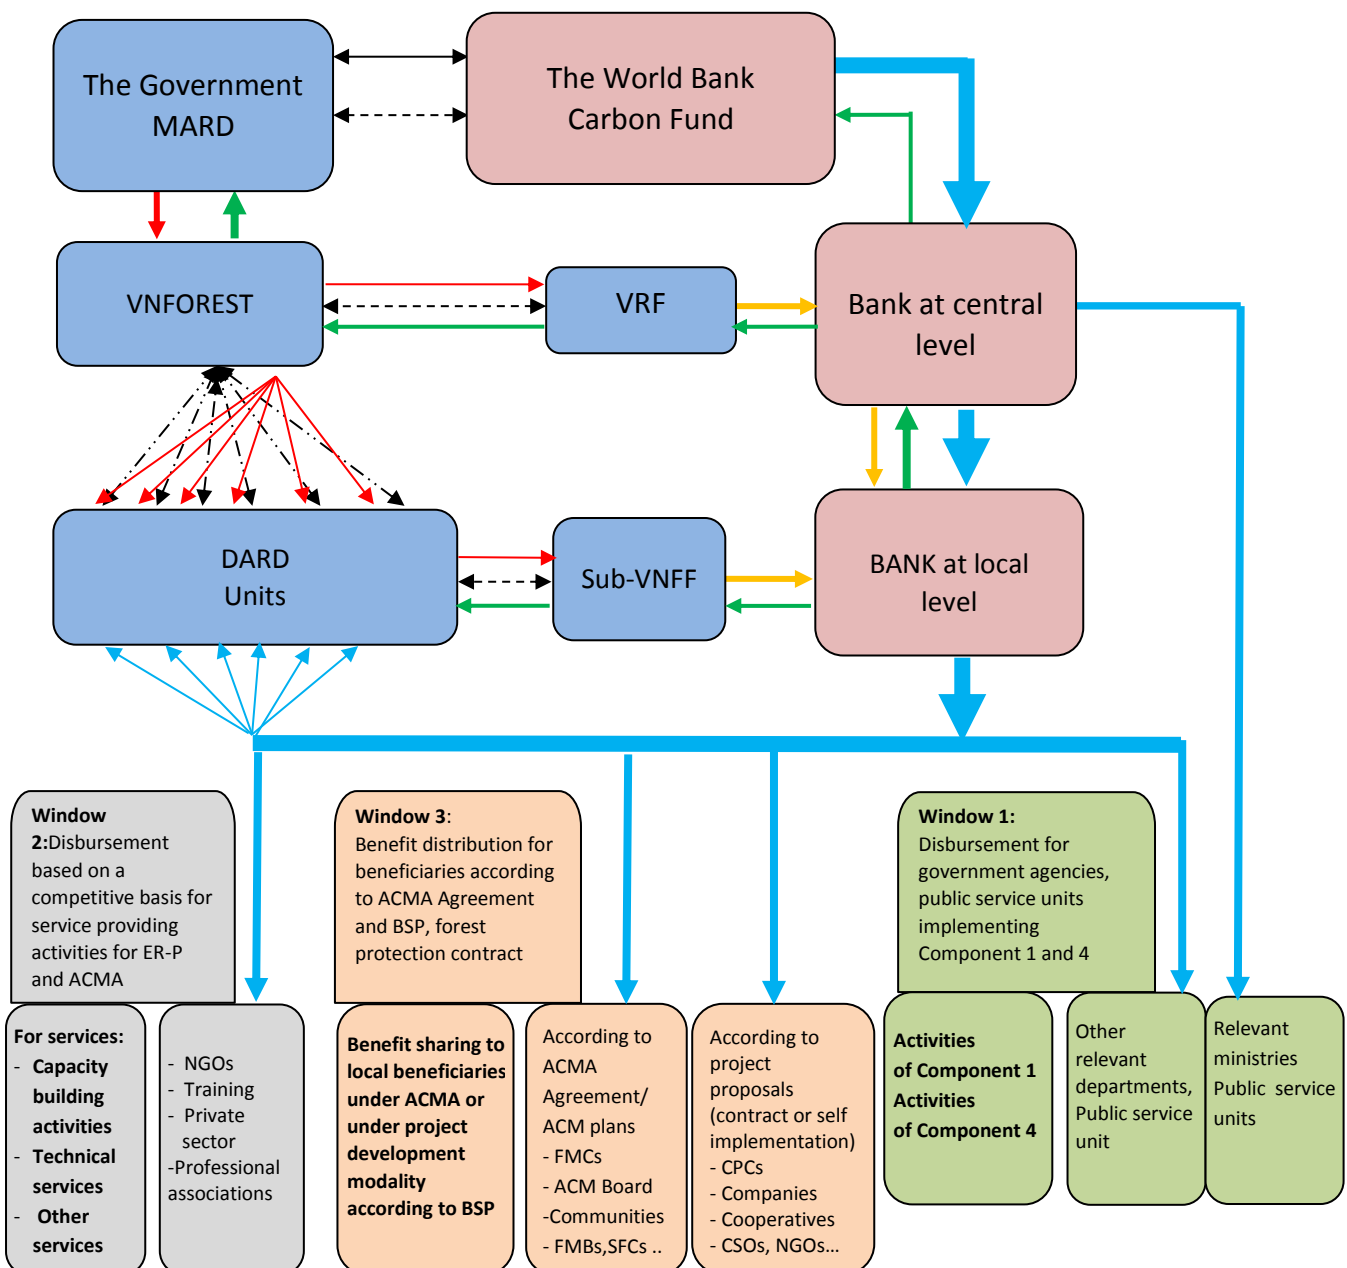 The Government
MARD
The World Bank
Carbon Fund
VNFOREST
VRF
Bank at central
level
DARD
Units
Sub-VNFF
BANK at local
level
Window
2:Disbursement
based on a
competitive basis for
service providing
activities for ER-P
and ACMA
Window 3:
Benefit distribution for
beneficiaries according
to ACMA Agreement
and BSP, forest
protection contract
Window 1:
Disbursement for
government agencies,
public service units
implementing
Component 1 and 4
For services:
- Capacity
building
activities
- Technical
services
- Other
services
- NGOs
- Training
- Private
sector
-Professional
associations
Benefit sharing to
local beneficiaries
under ACMA or
under project
development
modality
according to BSP
According to
ACMA
Agreement/
ACM plans
- FMCs
- ACM Board
-Communities
- FMBs,SFCs ..
According to
project
proposals
(contract or self
implementation)
- CPCs
- Companies
- Cooperatives
- CSOs, NGOs...
Activities
of Component 1
Activities
of Component 4
Other
relevant
departments,
Public service
unit
Relevant
ministries
Public service
units